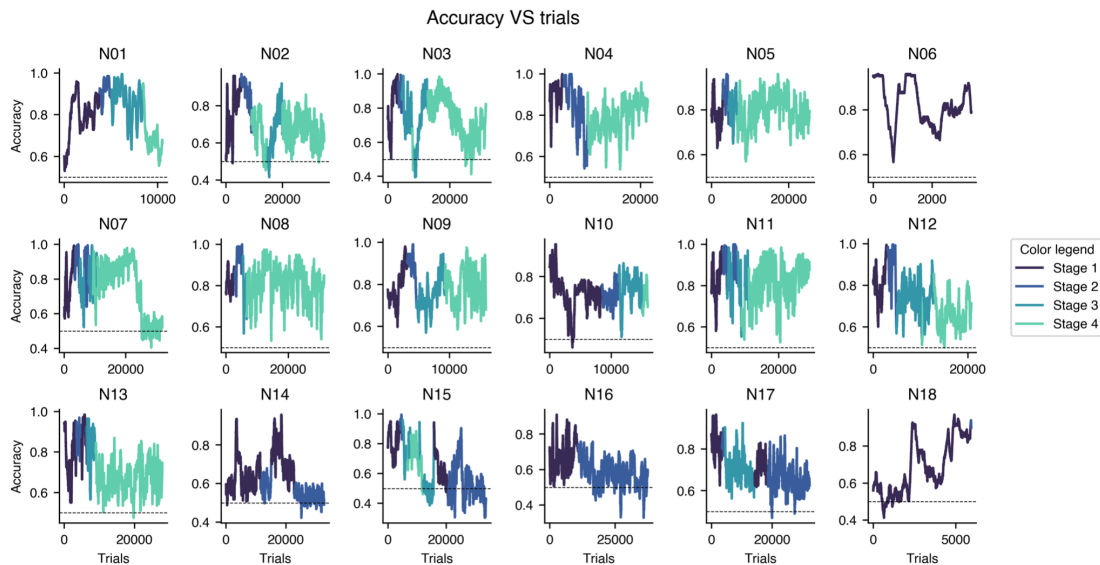 Accuracy VS trials
N01 N02 N03 N04 N05 N06
Accuracy
1.0 0.8 0.6
0 10000
0.8 0.6 0.4
0 20000
1.0 0.8 0.6 0.4
0 20000
1.0 0.8 0.6
0 20000
0.8 0.6
0 20000
0.8 0.6
0 2000
N07 N08 N09 N10 N11 N12
Accuracy
1.0 0.8 0.6 0.4
0 20000
1.0 0.8 0.6
0 20000
1.0 0.8 0.6
0 10000
0.8 0.6
0 10000
1.0 0.8 0.6
0 20000
1.0 0.8 0.6
0 20000
Color legend
Stage 1
Stage 2
Stage 3
Stage 4
N13 N14 N15 N16 N17 N18
Accuracy
1.0 0.8 0.6
0 20000
Trials
0.8 0.6 0.4
0 20000
Trials
1.0 0.8 0.6 0.4
0 20000
Trials
0.8 0.6 0.4
0 25000
Trials
0.8 0.6
0 20000
Trials
0.8 0.6 0.4
0 5000
Trials